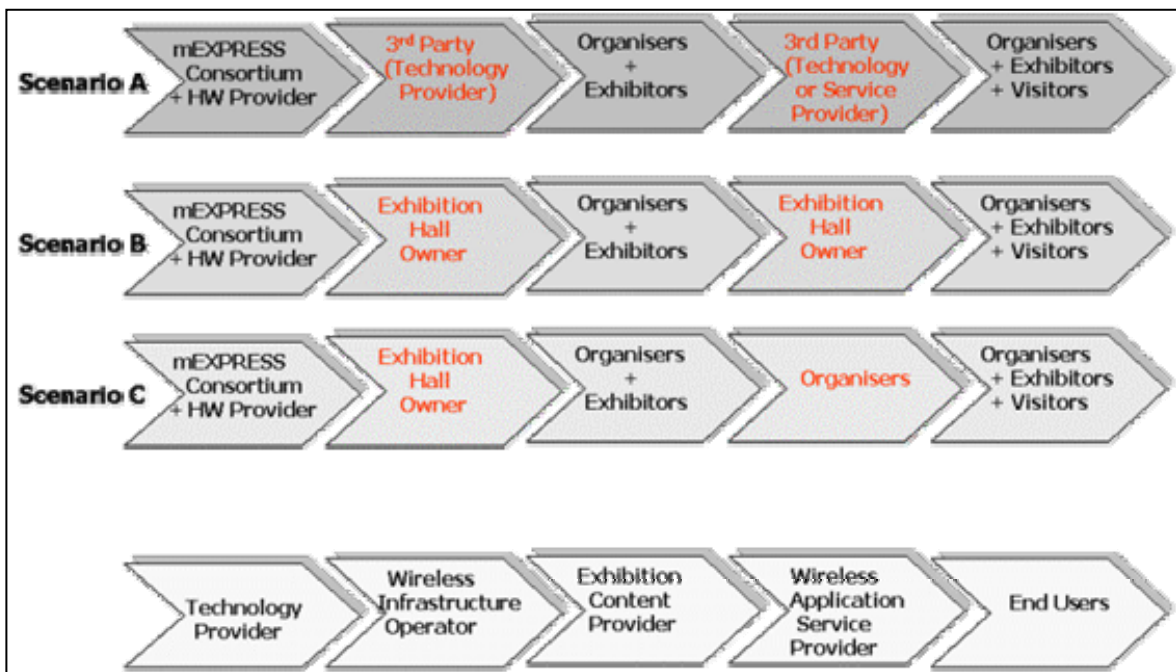 Scenario A
mEXPRESS
Consortium
+ HW Provider
3rd Party
(Technology
Provider)
Organisers
+
Exhibitors
3rd Party
(Technology
or Service
Provider)
Organisers
+ Exhibitors
+ Visitors
Scenario B
mEXPRESS
Consortium
+ HW Provider
Exhibition
Hall
Owner
Organisers
+
Exhibitors
Exhibition
Hall
Owner
Organisers
+ Exhibitors
+ Visitors
Scenario C
mEXPRESS
Consortium
+ HW Provider
Exhibition
Hall
Owner
Organisers
+
Exhibitors
Organisers
Organisers
+ Exhibitors
+ Visitors
Technology
Provider
Wireless
Infrastructure
Operator
Exhibition
Content
Provider
Wireless
Application
Service
Provider
End Users